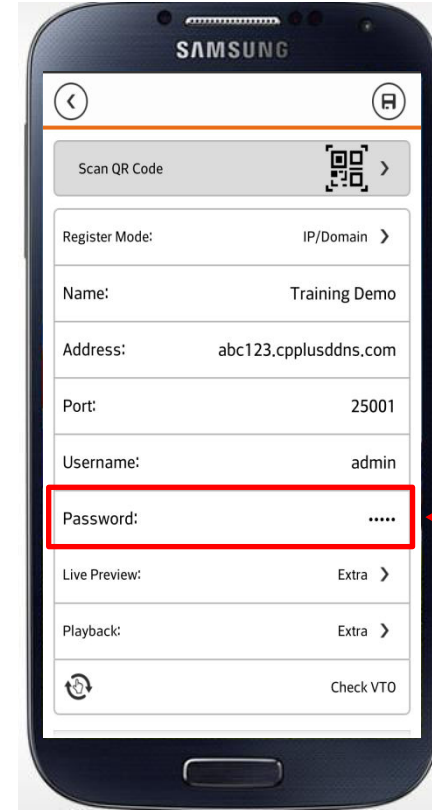 SAMSUNG
Scan QR Code
Register Mode: IP/Domain
Name: Training Demo
Address: abc123.cpplusddns.com
Port: 25001
Username: admin
Password: •••••
Live Preview: Extra
Playback: Extra
Check VTO